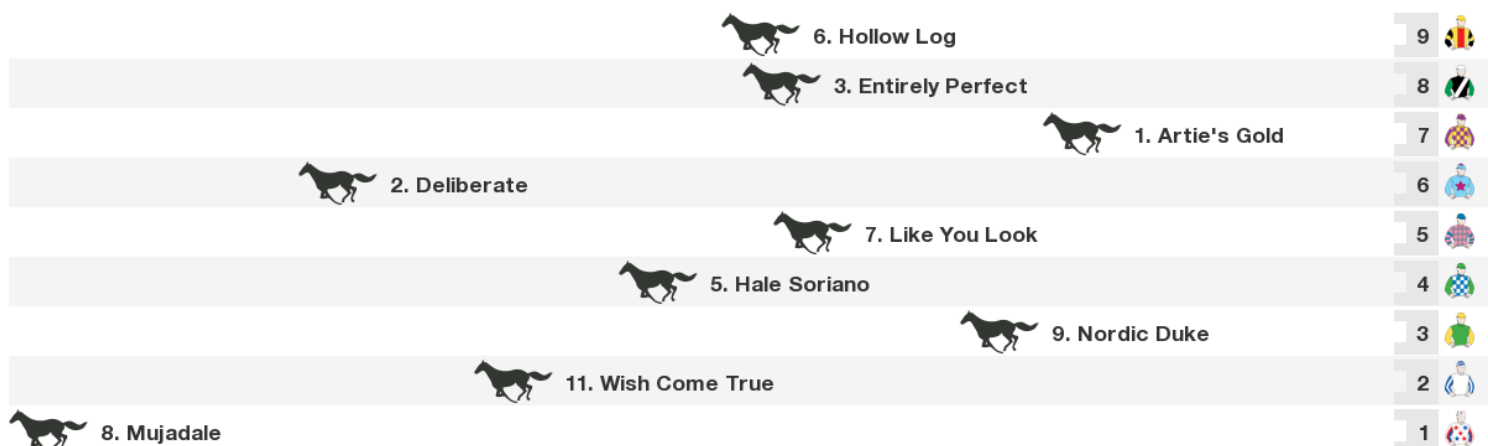 6. Hollow Log 9
3. Entirely Perfect 8
1. Artie's Gold 7
2. Deliberate 6
7. Like You Look 5
5. Hale Soriano 4
9. Nordic Duke 3
11. Wish Come True 2
8. Mujadale 1